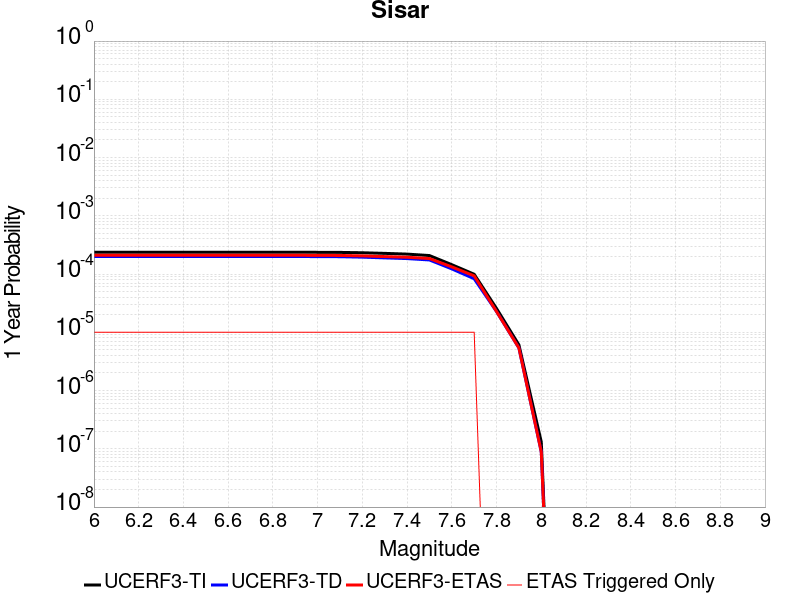 Sisar
1 Year Probability
10 0
10 -1
10 -2
10 -3
10 -4
10 -5
10 -6
10 -7
10 -8
6 6.2 6.4 6.6 6.8 7 7.2 7.4 7.6 7.8 8 8.2 8.4 8.6 8.8 9
Magnitude
UCERF3-TI UCERF3-TD UCERF3-ETAS ETAS Triggered Only